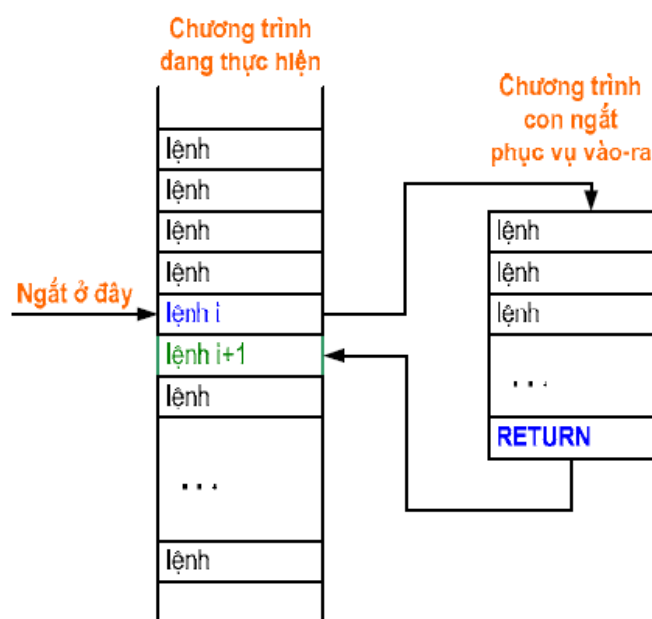 Chương trình
đang thực hiện
lệnh
lệnh
lệnh
lệnh
Ngắt ở đây
lệnh i
lệnh i+1
lệnh
...
lệnh
Chương trình
con ngắt
phục vụ vào-ra
lệnh
lệnh
lệnh
...
RETURN